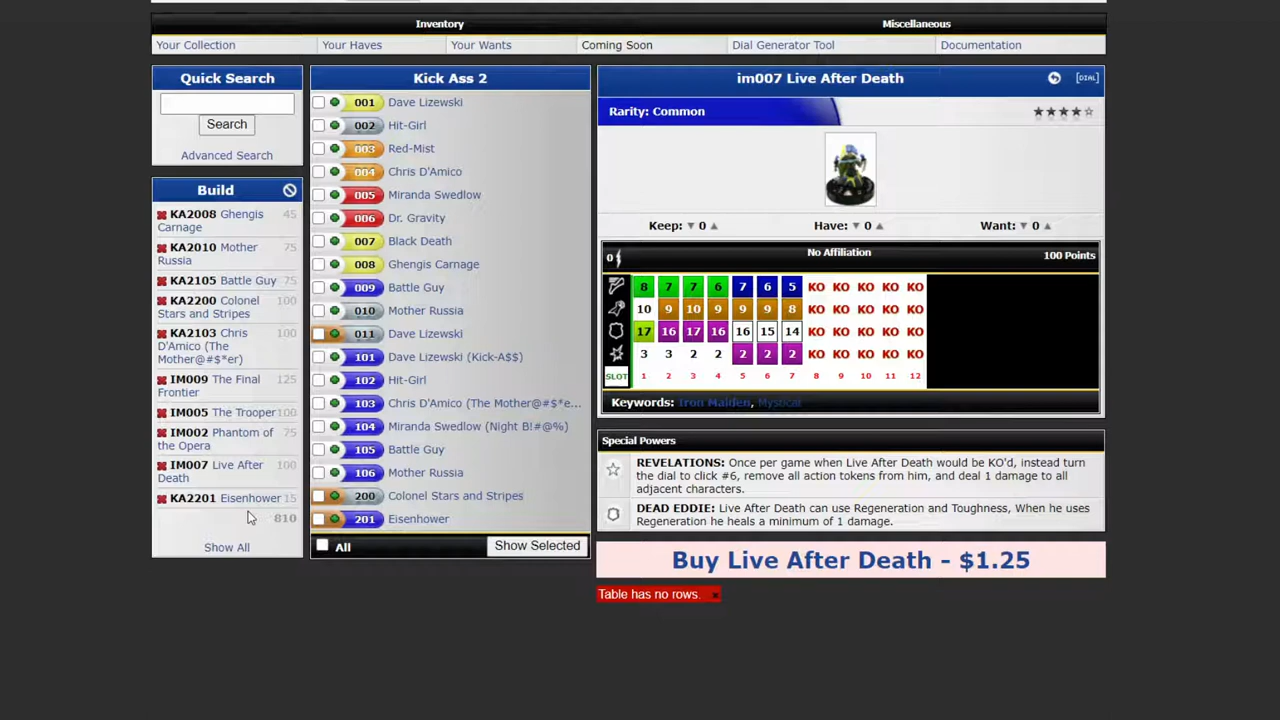 Inventory
Miscellaneous
Your Collection
Your Haves
Your Wants
Coming Soon
Dial Generator Tool
Documentation
Quick Search
Search
Advanced Search
Build
KA2008 Ghengis 45
Carnage
KA2010 Mother 75
Russia
KA2105 Battle Guy 75
KA2200 Colonel 100
Stars and Stripes
KA2103 Chris 100
D'Amico (The
Mother@#$*er)
IM009 The Final 125
Frontier
IM005 The Trooper 100
IM002 Phantom of 75
the Opera
IM007 Live After 100
Death
KA2201 Eisenhower 15
810
Show All
Kick Ass 2
001 Dave Lizewski
002 Hit-Girl
003 Red-Mist
004 Chris D'Amico
005 Miranda Swedlow
006 Dr. Gravity
007 Black Death
008 Ghengis Carnage
009 Battle Guy
010 Mother Russia
011 Dave Lizewski
101 Dave Lizewski (Kick-A$$)
102 Hit-Girl
103 Chris D'Amico (The Mother@#$*e...
104 Miranda Swedlow (Night B!#@%)
105 Battle Guy
106 Mother Russia
200 Colonel Stars and Stripes
201 Eisenhower
All
Show Selected
im007 Live After Death
[DIAL]
Rarity: Common
Keep: ▼ 0 ▲
Have: ▼ 0 ▲
Want: ▼ 0 ▲
0
No Affiliation
100 Points
8 7 7 6 7 6 5 KO KO KO KO KO
10 9 10 9 9 9 8 KO KO KO KO KO
17 16 17 16 16 15 14 KO KO KO KO KO
3 3 2 2 2 2 2 KO KO KO KO KO
SLOT 1 2 3 4 5 6 7 8 9 10 11 12
Keywords: Iron Maiden, Mystical
Special Powers
REVELATIONS: Once per game when Live After Death would be KO'd, instead turn
the dial to click #6, remove all action tokens from him, and deal 1 damage to all
adjacent characters.
DEAD EDDIE: Live After Death can use Regeneration and Toughness, When he uses
Regeneration he heals a minimum of 1 damage.
Buy Live After Death - $1.25
Table has no rows. x